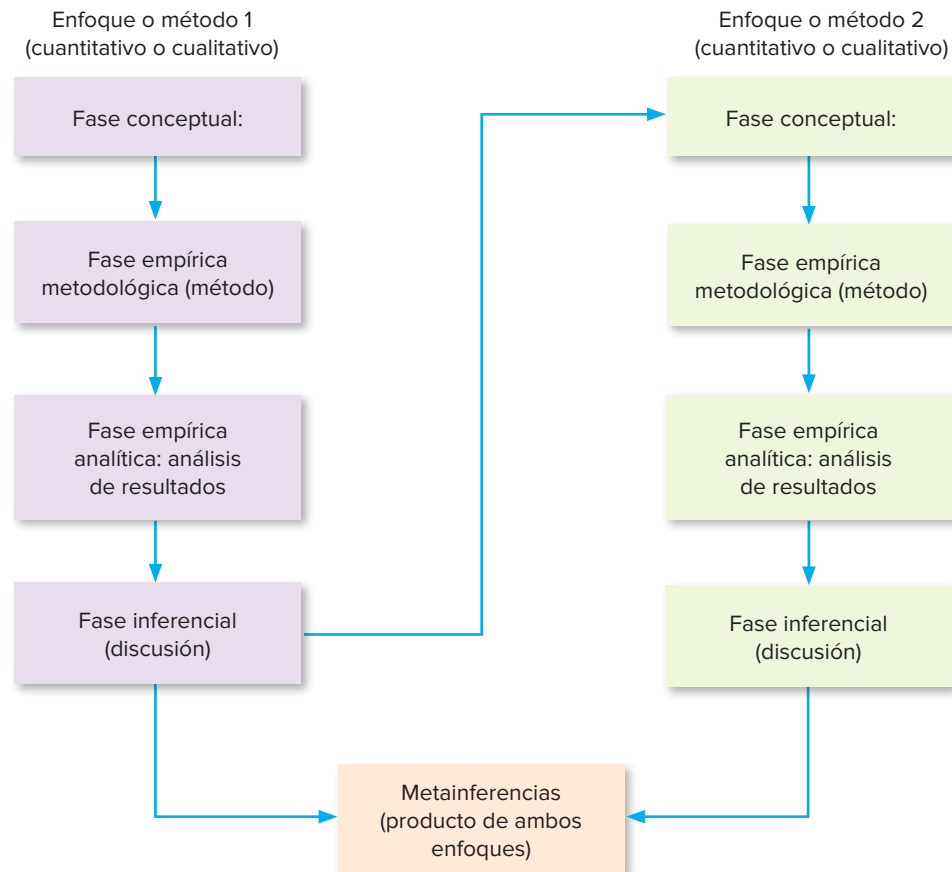 Enfoque o método 1
(cuantitativo o cualitativo)
Fase conceptual:
Fase empírica
metodológica (método)
Fase empírica
analítica: análisis
de resultados
Fase inferencial
(discusión)
Enfoque o método 2
(cuantitativo o cualitativo)
Fase conceptual:
Fase empírica
metodológica (método)
Fase empírica
analítica: análisis
de resultados
Fase inferencial
(discusión)
Metainferencias
(producto de ambos
enfoques)